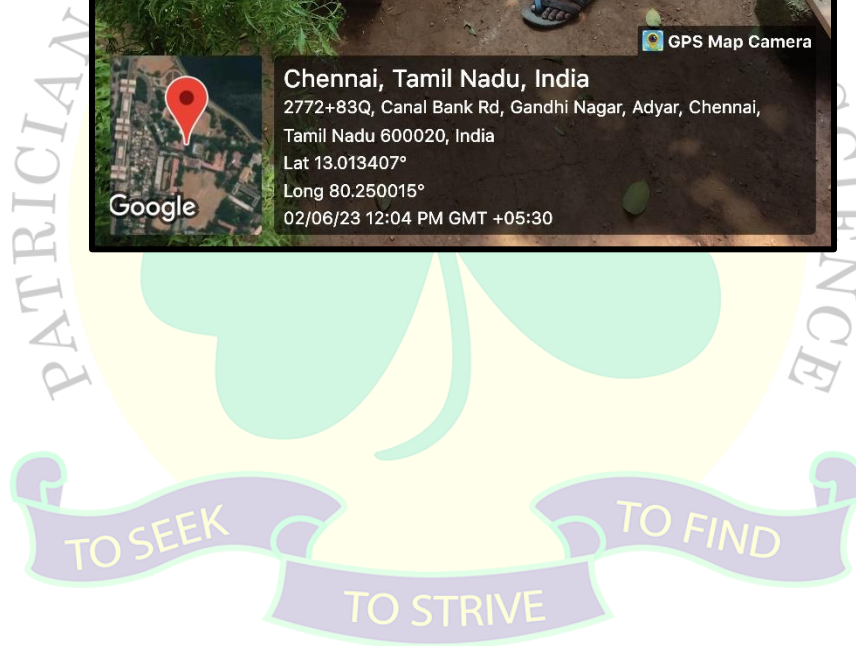 GPS Map Camera
Chennai, Tamil Nadu, India
2772+83Q, Canal Bank Rd, Gandhi Nagar, Adyar, Chennai,
Tamil Nadu 600020, India
Lat 13.013407°
Long 80.250015°
02/06/23 12:04 PM GMT +05:30
Google
PATRICIAN
TO SEEK
TO STRIVE
TO FIND